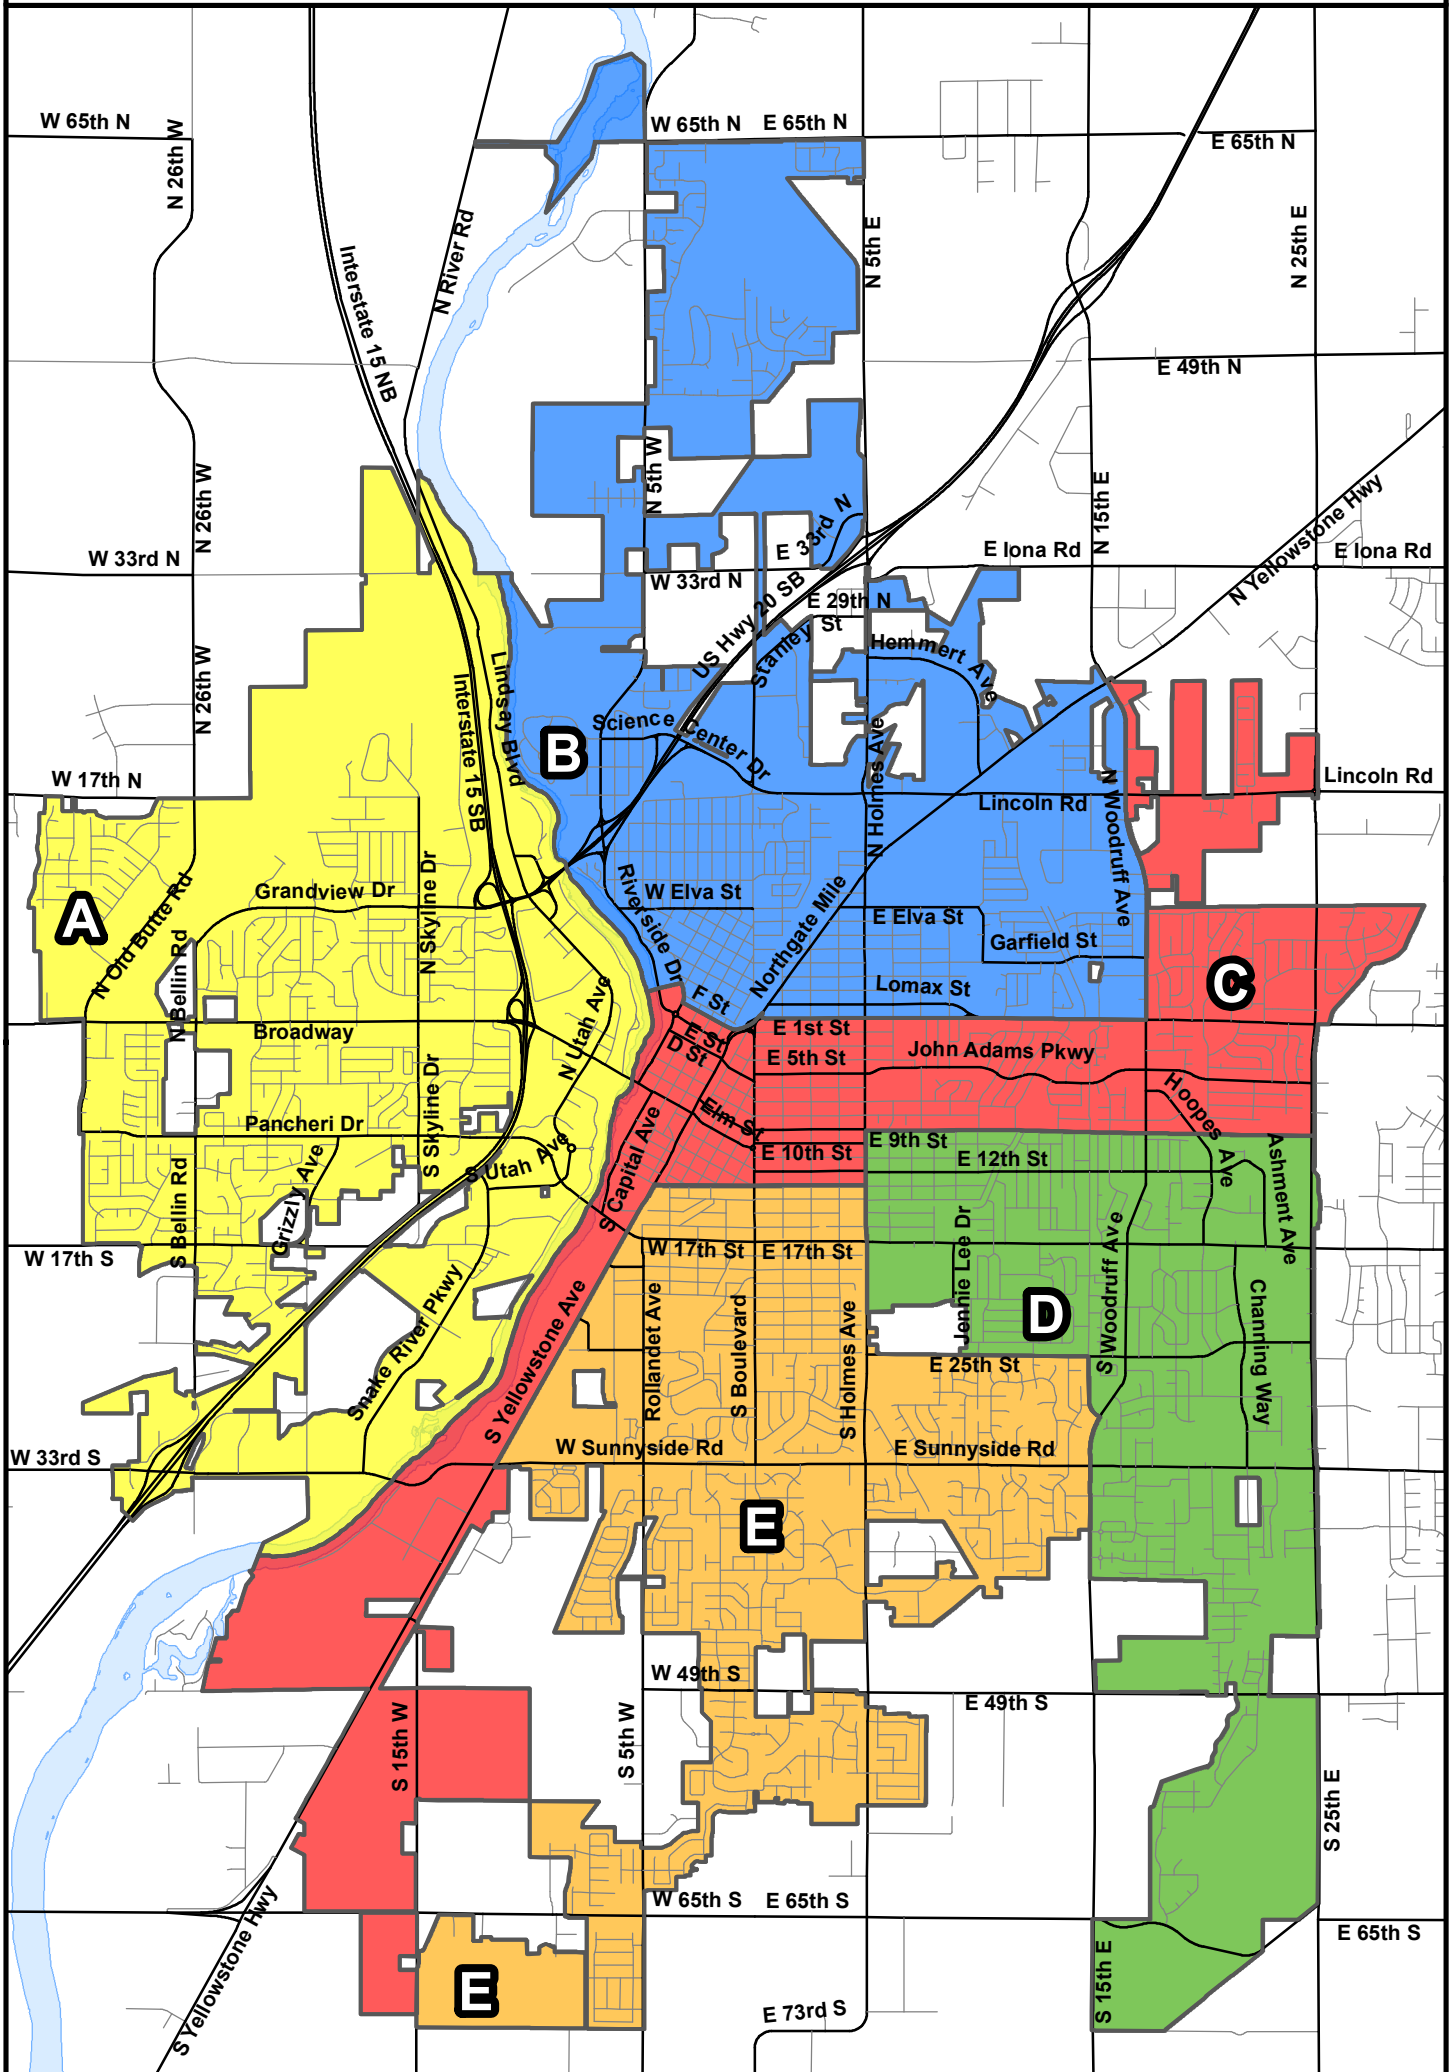 W 65th N
N 26th W
W 65th N
E 65th N
E 65th N
N River Rd
N 5th E
N 25th E
Interstate 15 NB
E 49th N
N 26th W
N 5th W
N 15th E
N Yellowstone Hwy
E 33rd N
W 33rd N
W 33rd N
E Iona Rd
E Iona Rd
US Hwy 20 SB
E 29th N
Stanley St
Hemmert Ave
N 26th W
Interstate 15 SB
Lindsay Blvd
Science Center Dr
B
W 17th N
Lincoln Rd
Lincoln Rd
N Holmes Ave
N Woodruff Ave
A
Grandview Dr
N Skyline Dr
N Old Butte Rd
N Bellin Rd
Riverside Dr
W Elva St
E Elva St
Northgate Mile
Garfield St
Lomax St
C
F St
Broadway
N Utah Ave
E St
D St
E 1st St
E 5th St
John Adams Pkwy
Hoopes Ave
Elm St
Pancheri Dr
S Skyline Dr
S Utah Ave
S Capital Ave
E 9th St
E 10th St
E 12th St
Ashment Ave
S Bellin Rd
Grizzly Ave
W 17th S
W 17th St
E 17th St
Jennie Lee Dr
S Woodruff Ave
D
Channing Way
Snake River Pkwy
S Yellowstone Ave
Rollandet Ave
S Boulevard
S Holmes Ave
E 25th St
W 33rd S
W Sunnyside Rd
E Sunnyside Rd
E
W 49th S
E 49th S
S 15th W
S 5th W
S 25th E
S Yellowstone Hwy
W 65th S
E 65th S
E 65th S
E
S 15th E
E 73rd S